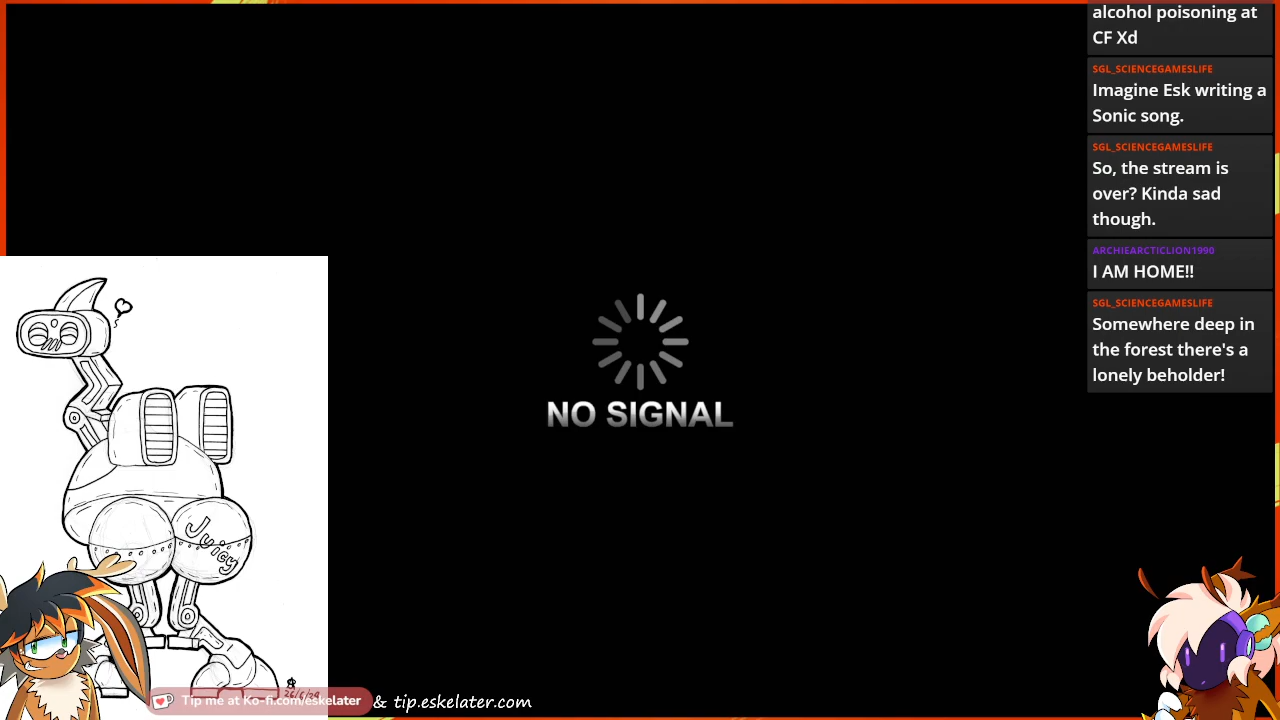 alcohol poisoning at
CF Xd
SGL_SCIENCEGAMESLIFE
Imagine Esk writing a
Sonic song.
SGL_SCIENCEGAMESLIFE
So, the stream is
over? Kinda sad
though.
ARCHIEARCTICLION1990
I AM HOME!!
SGL_SCIENCEGAMESLIFE
Somewhere deep in
the forest there's a
lonely beholder!
NO SIGNAL
Juicy
Tip me at Ko-fi.com/eskelater & tip.eskelater.com